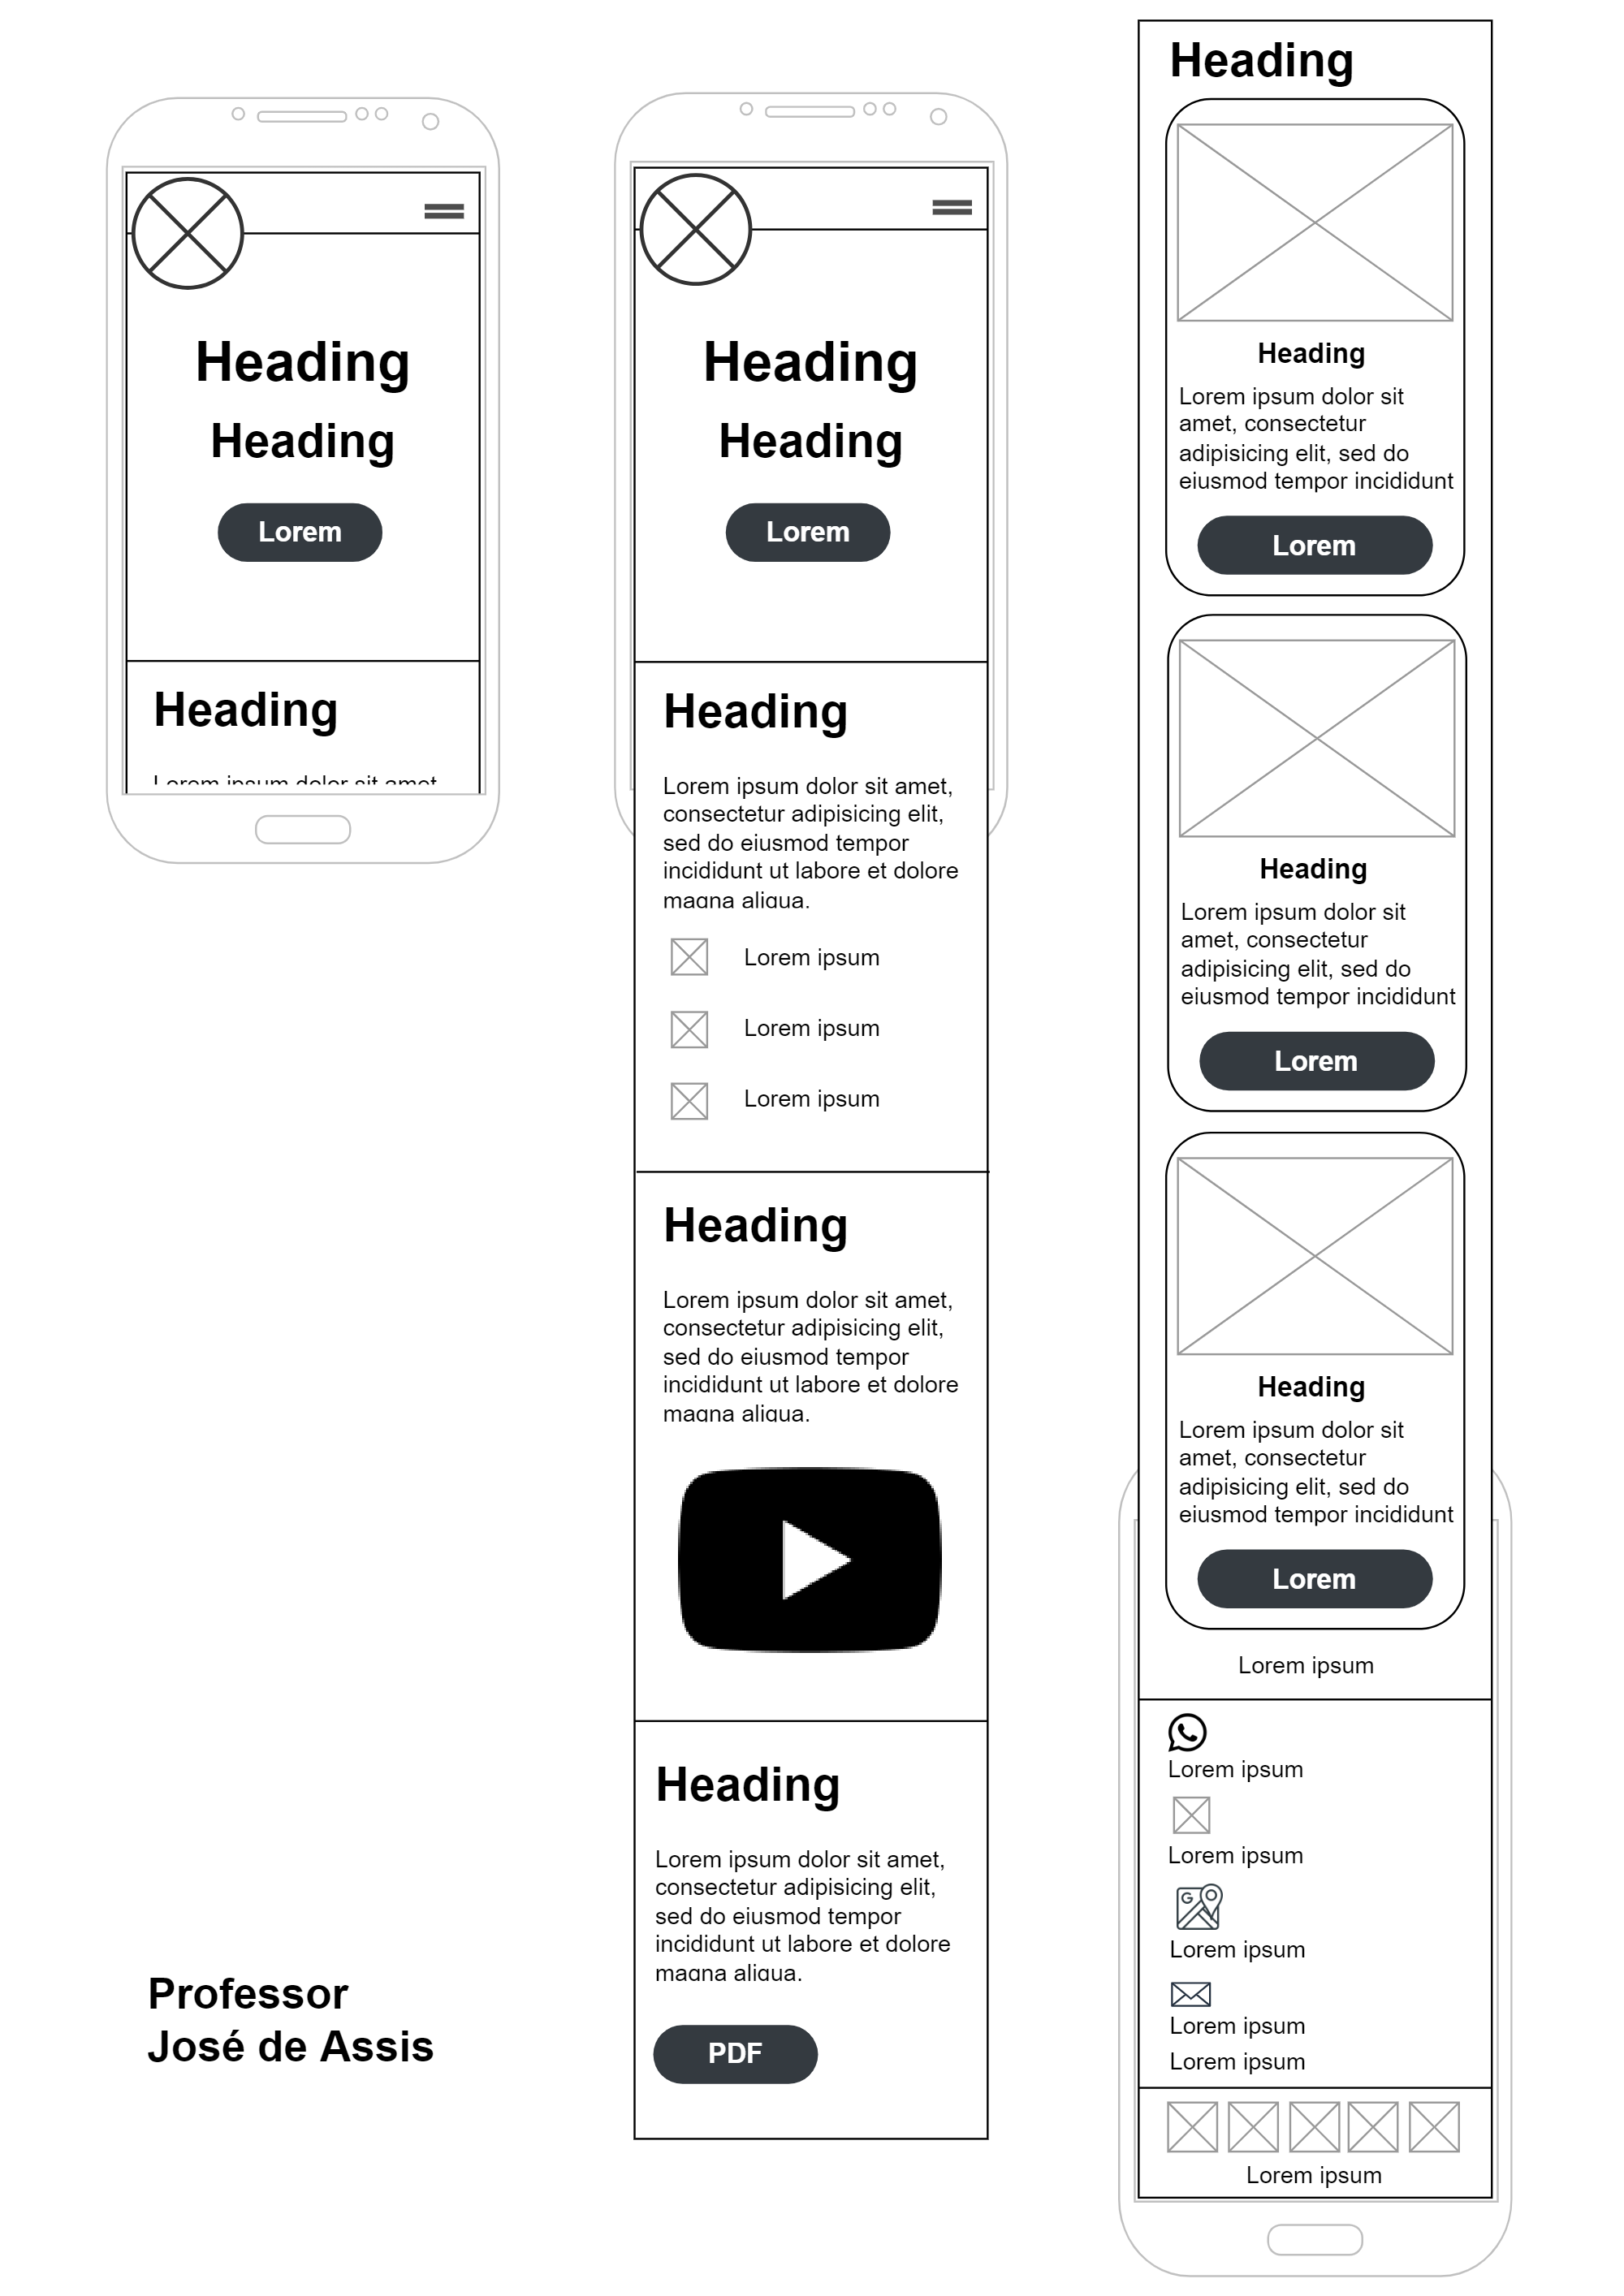 Heading
Heading
Lorem
Heading
Lorem ipsum dolor sit amet
Professor
José de Assis
Heading
Heading
Lorem
Heading
Lorem ipsum dolor sit amet,
consectetur adipisicing elit,
sed do eiusmod tempor
incididunt ut labore et dolore
magna aliqua.
Lorem ipsum
Lorem ipsum
Lorem ipsum
Heading
Lorem ipsum dolor sit amet,
consectetur adipisicing elit,
sed do eiusmod tempor
incididunt ut labore et dolore
magna aliqua.
Heading
Lorem ipsum dolor sit amet,
consectetur adipisicing elit,
sed do eiusmod tempor
incididunt ut labore et dolore
magna aliqua.
PDF
Heading
Heading
Lorem ipsum dolor sit
amet, consectetur
adipisicing elit, sed do
eiusmod tempor incididunt
Lorem
Heading
Lorem ipsum dolor sit
amet, consectetur
adipisicing elit, sed do
eiusmod tempor incididunt
Lorem
Heading
Lorem ipsum dolor sit
amet, consectetur
adipisicing elit, sed do
eiusmod tempor incididunt
Lorem
Lorem ipsum
Lorem ipsum
Lorem ipsum
G
Lorem ipsum
Lorem ipsum
Lorem ipsum
Lorem ipsum